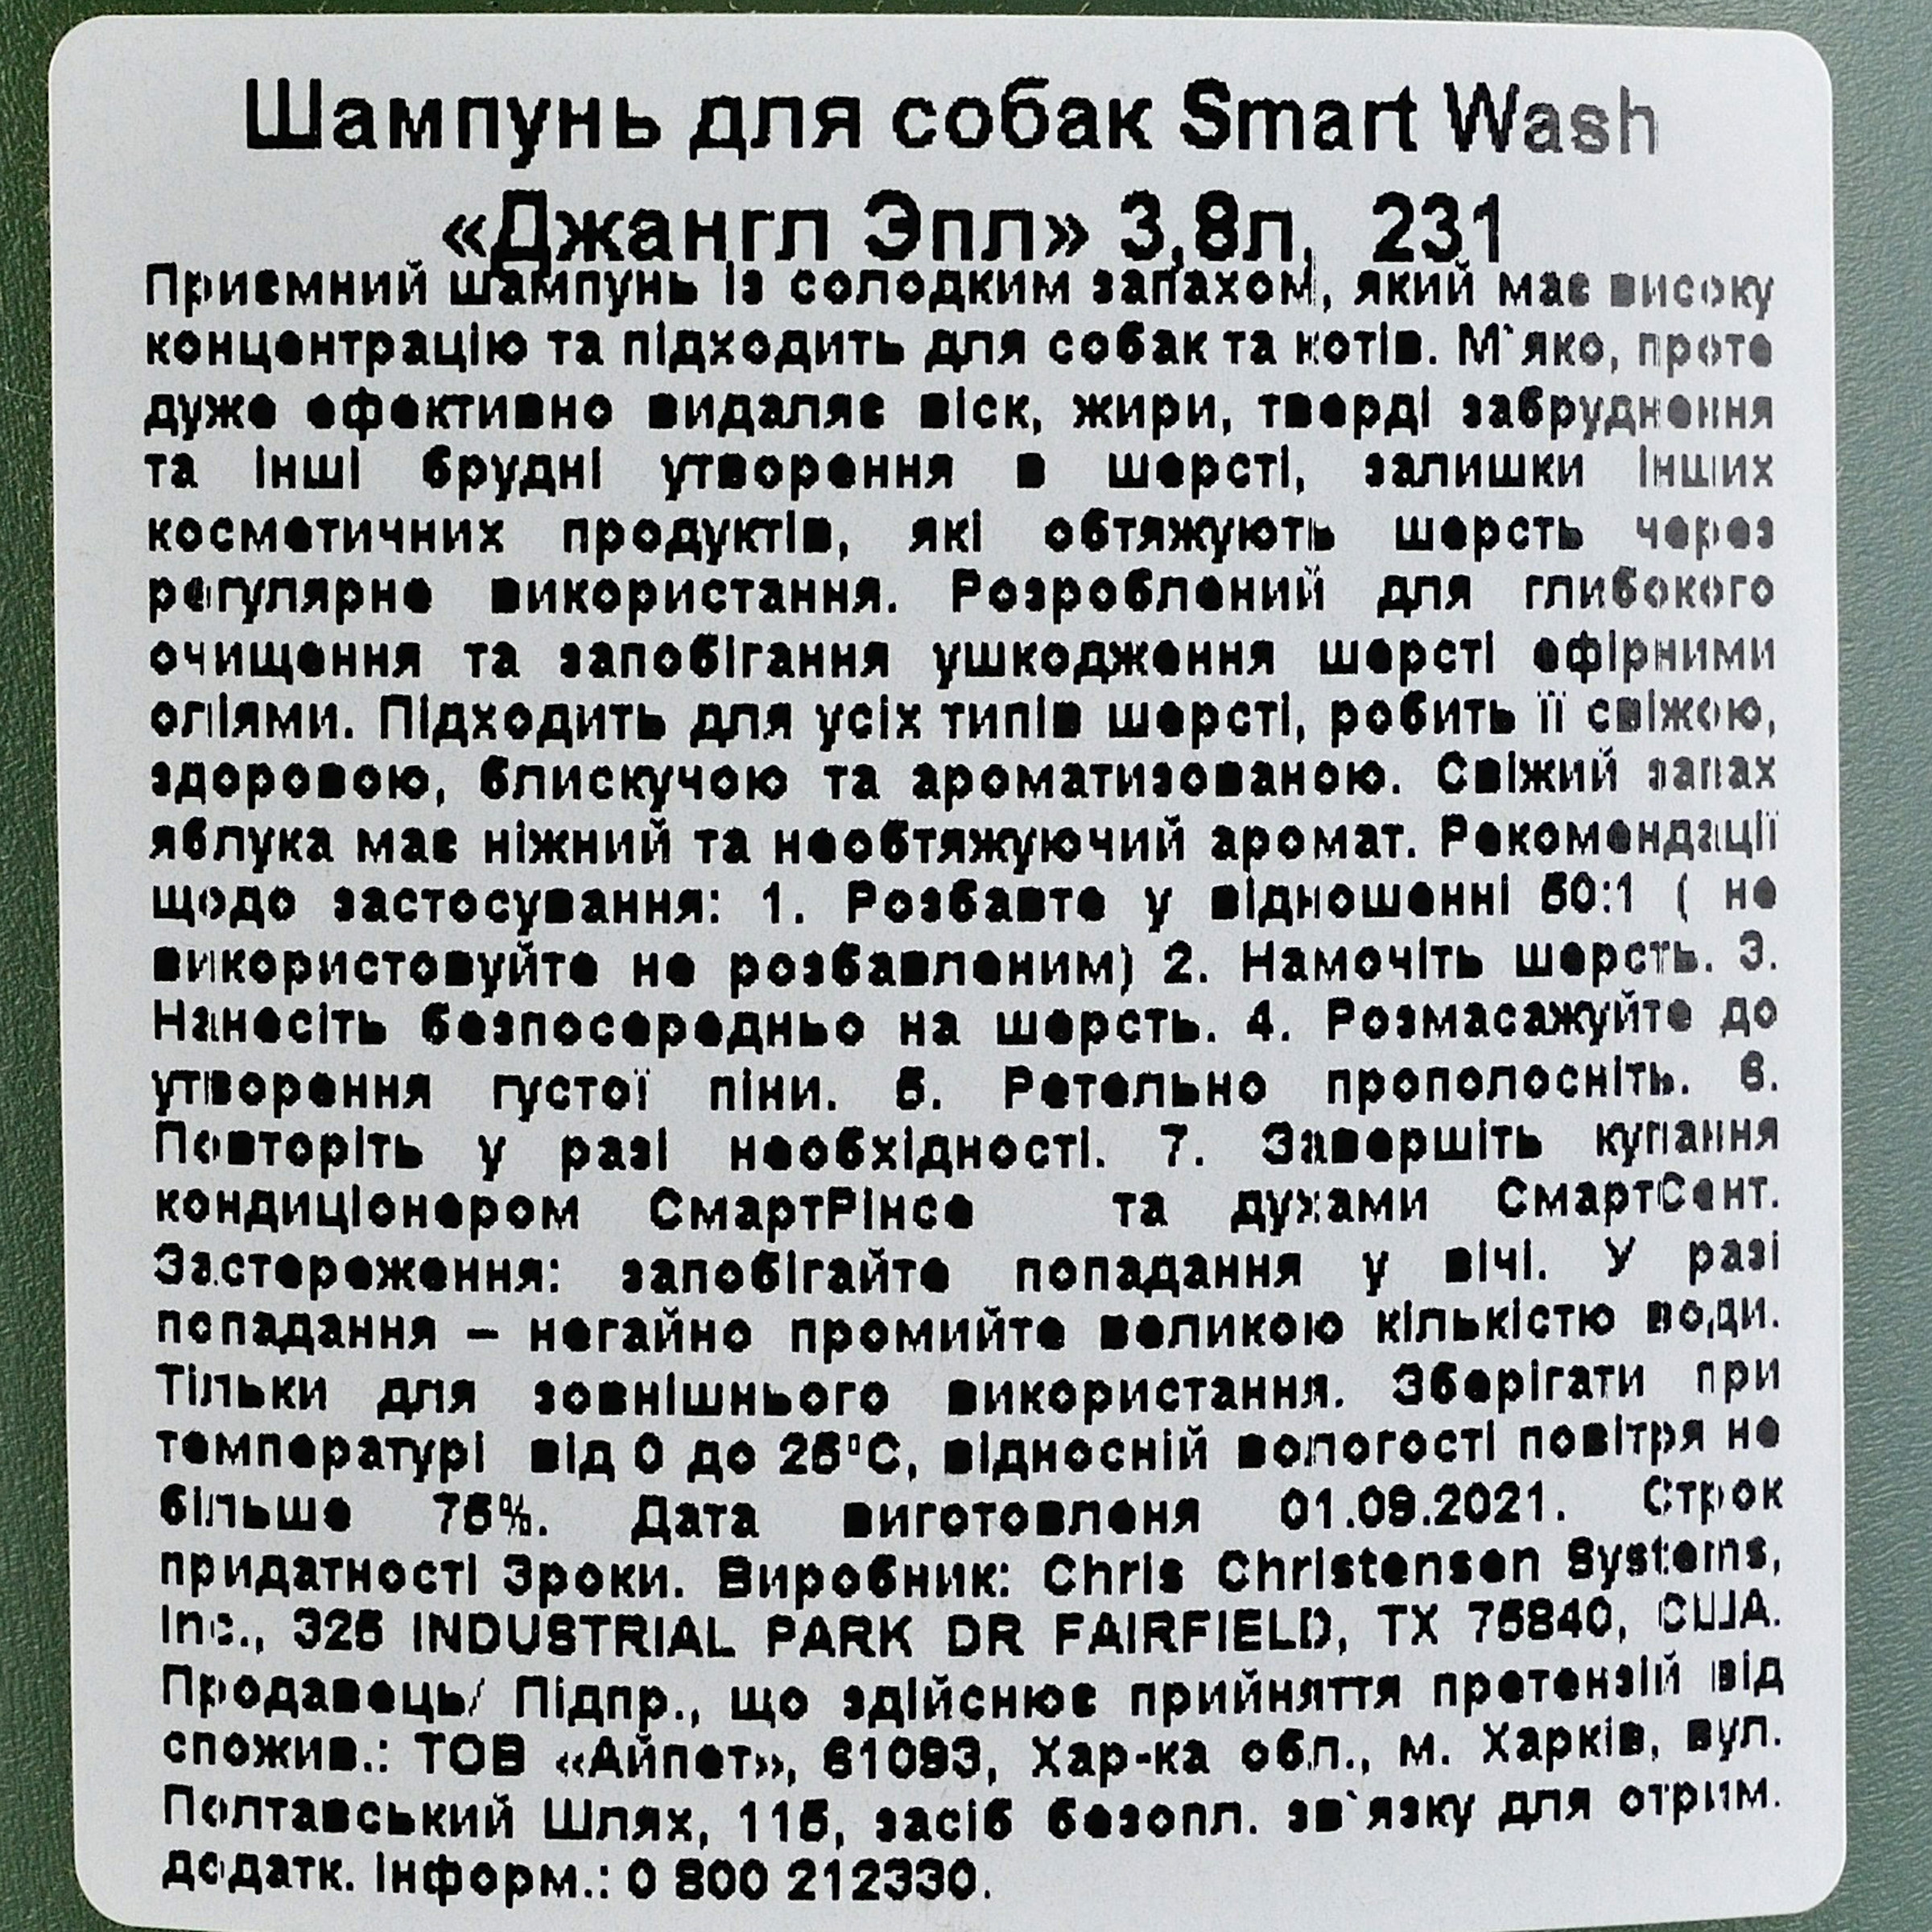 Шампунь для собак Smart Wash
«Джангл Эпл» 3,8л, 231
Приємний шампунь із солодким запахом, який має високу
концентрацію та підходить для собак та котів. М`яко, проте
дуже ефективно видаляє віск, жири, тверді забруднення
та інші брудні утворення в шерсті, залишки інших
косметичних продуктів, які обтяжують шерсть через
регулярне використання. Розроблений для глибокого
очищення та запобігання ушкодження шерсті ефірними
оліями. Підходить для усіх типів шерсті, робить її свіжою,
здоровою, блискучою та ароматизованою. Свіжий запах
яблука має ніжний та необтяжуючий аромат. Рекомендації
щодо застосування: 1. Розбавте у відношенні 50:1 ( не
використовуйте не розбавленим) 2. Намочіть шерсть. 3.
Нанесіть безпосередньо на шерсть. 4. Розмасажуйте до
утворення густої піни. 5. Ретельно прополосніть. 6.
Повторіть у разі необхідності. 7. Завершіть купання
кондиціонером СмартРінсе та духами СмартСент.
Застереження: запобігайте попадання у вічі. У разі
попадання – негайно промийте великою кількістю води.
Тільки для зовнішнього використання. Зберігати при
температурі від 0 до 25ºС, відносній вологості повітря не
більше 75%. Дата виготовленя 01.09.2021. Строк
придатності 3роки. Виробник: Chris Christensen Systems,
Inc., 325 INDUSTRIAL PARK DR FAIRFIELD, TX 75840, США.
Продавець/ Підпр., що здійснює прийняття претензій від
спожив.: ТОВ «Айпет», 61093, Хар-ка обл., м. Харків, вул.
Полтавський Шлях, 115, засіб безопл. зв`язку для отрим.
додатк. інформ.: 0 800 212330.